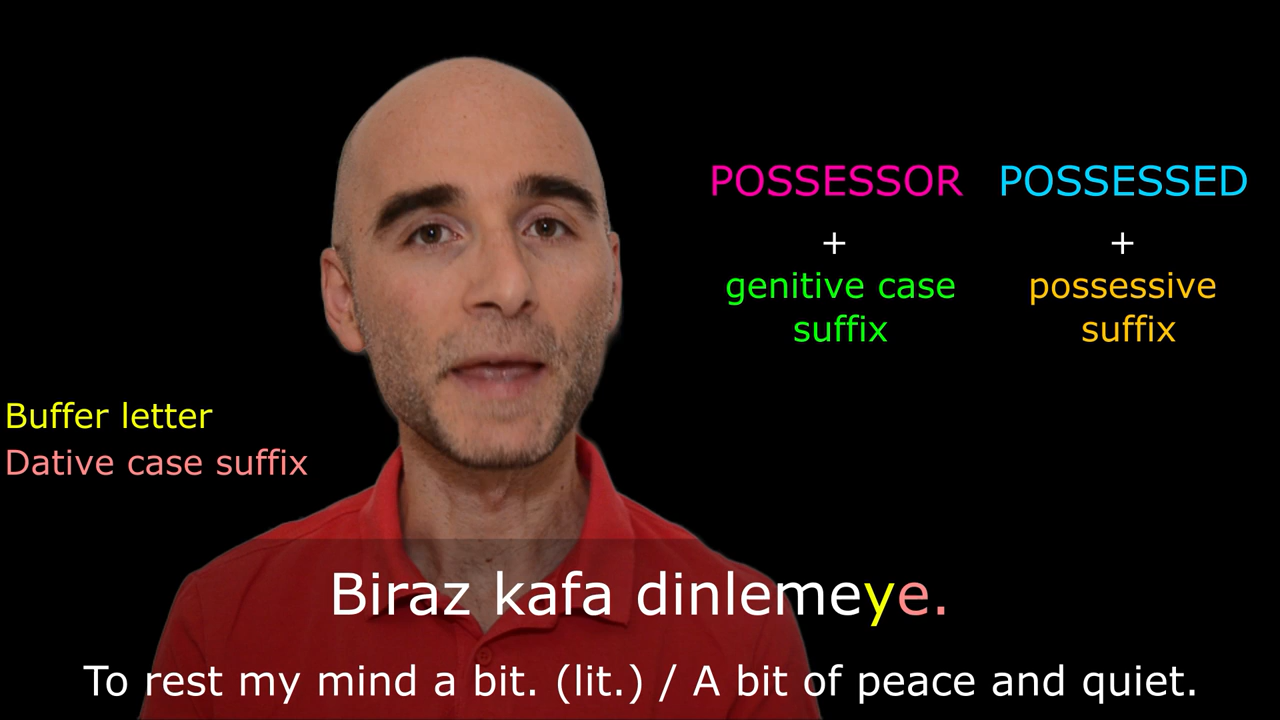 POSSESSOR POSSESSED
+ +
genitive case possessive
suffix suffix
Buffer letter
Dative case suffix
Biraz kafa dinlemeye.
To rest my mind a bit. (lit.) / A bit of peace and quiet.